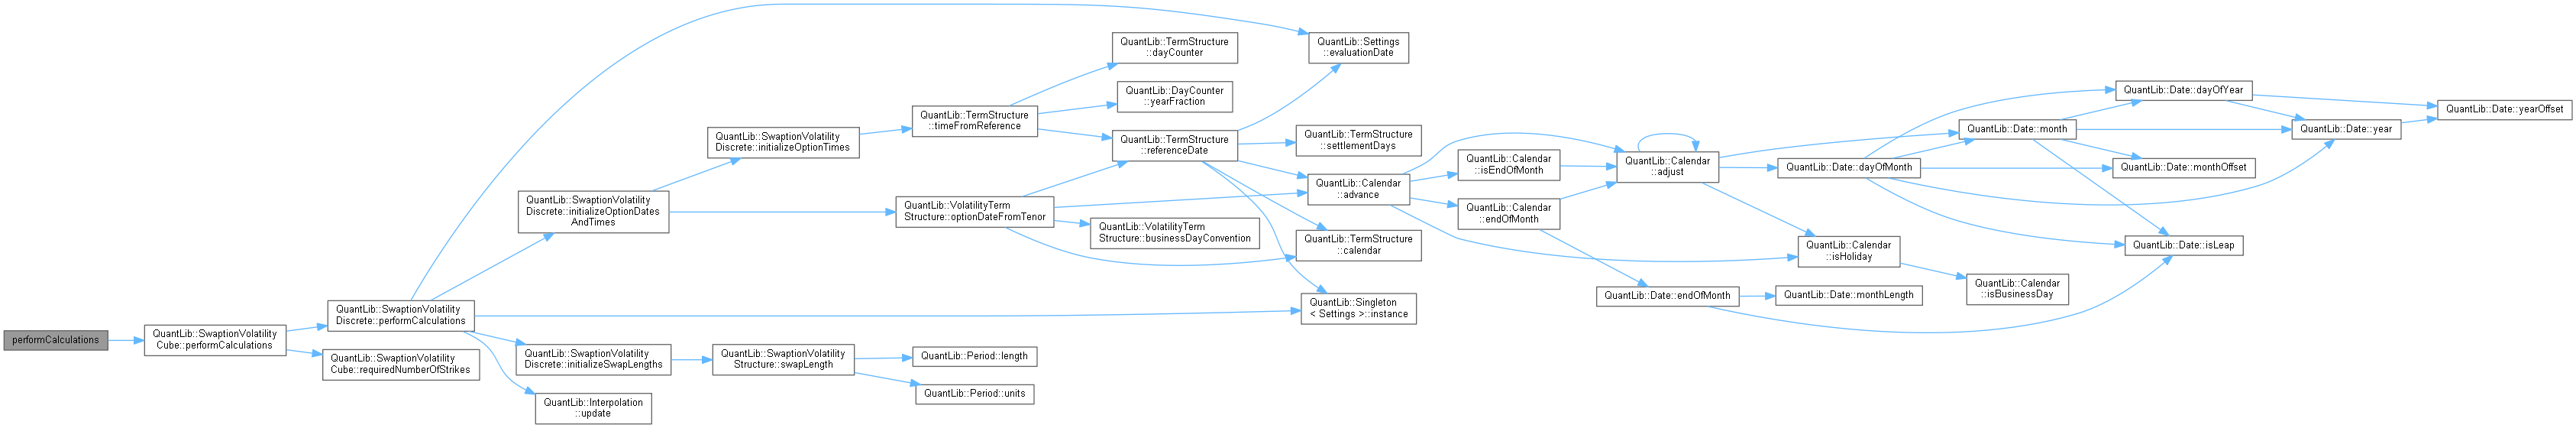 performCalculations
QuantLib::SwaptionVolatility
Cube::performCalculations
QuantLib::SwaptionVolatility
Discrete::performCalculations
QuantLib::SwaptionVolatility
Cube::requiredNumberOfStrikes
QuantLib::SwaptionVolatility
Discrete::initializeOptionDates
AndTimes
QuantLib::SwaptionVolatility
Discrete::initializeSwapLengths
QuantLib::Interpolation
::update
QuantLib::SwaptionVolatility
Discrete::initializeOptionTimes
QuantLib::SwaptionVolatility
Structure::swapLength
QuantLib::TermStructure
::timeFromReference
QuantLib::VolatilityTerm
Structure::optionDateFromTenor
QuantLib::Period::length
QuantLib::Period::units
QuantLib::TermStructure
::dayCounter
QuantLib::DayCounter
::yearFraction
QuantLib::TermStructure
::referenceDate
QuantLib::VolatilityTerm
Structure::businessDayConvention
QuantLib::Settings
::evaluationDate
QuantLib::TermStructure
::settlementDays
QuantLib::Calendar
::advance
QuantLib::TermStructure
::calendar
QuantLib::Singleton
< Settings >::instance
QuantLib::Calendar
::isEndOfMonth
QuantLib::Calendar
::endOfMonth
QuantLib::Calendar
::adjust
QuantLib::Date::endOfMonth
QuantLib::Date::dayOfMonth
QuantLib::Calendar
::isHoliday
QuantLib::Date::monthLength
QuantLib::Date::month
QuantLib::Calendar
::isBusinessDay
QuantLib::Date::dayOfYear
QuantLib::Date::monthOffset
QuantLib::Date::isLeap
QuantLib::Date::year
QuantLib::Date::yearOffset